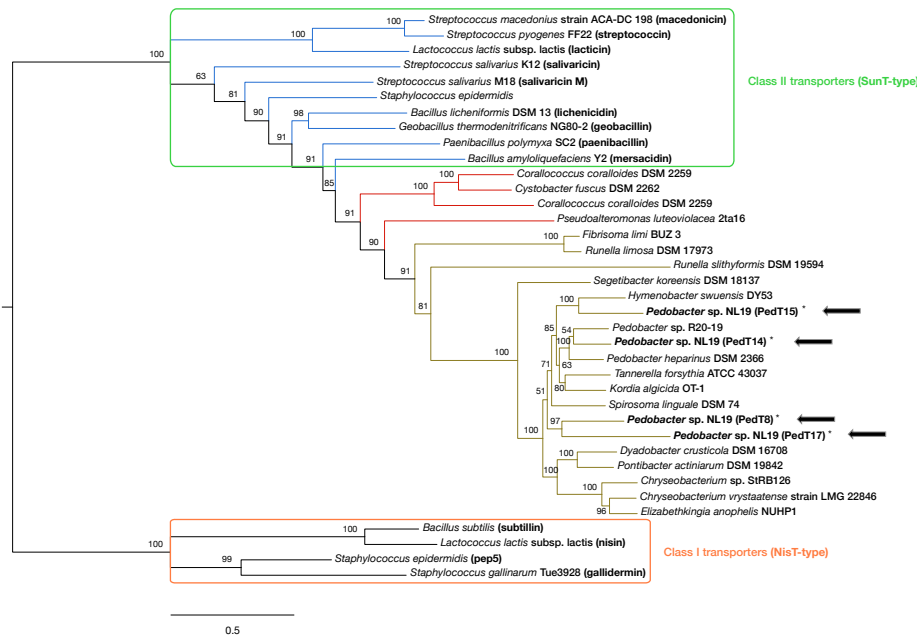 Streptococcus macedonius strain ACA-DC 198 (macedonicin)
100
Streptococcus pyogenes FF22 (streptococcin)
100
Lactococcus lactis subsp. lactis (lacticin)
100
Streptococcus salivarius K12 (salivaricin)
63
Streptococcus salivarius M18 (salivaricin M)
Class II transporters (SunT-type)
81
Staphylococcus epidermidis
90
Bacillus licheniformis DSM 13 (lichenicidin)
98
Geobacillus thermodenitrificans NG80-2 (geobacillin)
91
Paenibacillus polymyxa SC2 (paenibacillin)
91
Bacillus amyloliquefaciens Y2 (mersacidin)
85
Corallococcus coralloides DSM 2259
100
Cystobacter fuscus DSM 2262
100
Corallococcus coralloides DSM 2259
91
Pseudoalteromonas luteoviolacea 2ta16
90
Fibrisoma limi BUZ 3
100
Runella limosa DSM 17973
91
Runella slithyformis DSM 19594
81
Segetibacter koreensis DSM 18137
100
Hymenobacter swuensis DY53
100
Pedobacter sp. NL19 (PedT15) *
85
Pedobacter sp. R20-19
54
Pedobacter sp. NL19 (PedT14) *
100
Pedobacter heparinus DSM 2366
71
63
Tannerella forsythia ATCC 43037
80
Kordia algicida OT-1
51
Spirosoma linguale DSM 74
Pedobacter sp. NL19 (PedT8) *
97
Pedobacter sp. NL19 (PedT17) *
100
Dyadobacter crusticola DSM 16708
100
Pontibacter actiniarum DSM 19842
100
Chryseobacterium sp. StRB126
100
Chryseobacterium vrystaatense strain LMG 22846
96
Elizabethkingia anophelis NUHP1
Bacillus subtilis (subtillin)
100
Lactococcus lactis subsp. lactis (nisin)
100
Class I transporters (NisT-type)
Staphylococcus epidermidis (pep5)
99
Staphylococcus gallinarum Tue3928 (gallidermin)
0.5